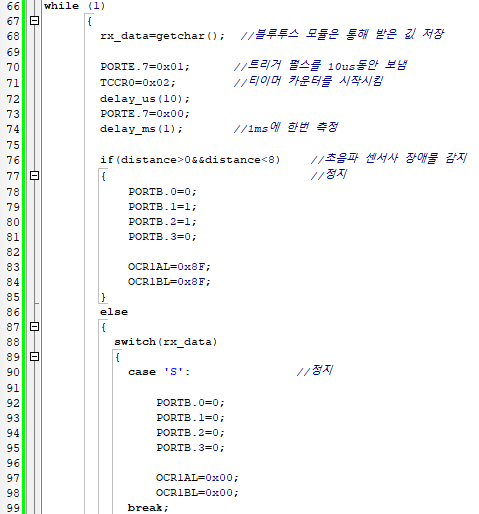 66 while (1)
67 {
68 rx_data=getchar(); //블루투스 모듈은 통해 받은 값 저장
69
70 PORTE.7=0x01; //트리거 펄스를 10us동안 보냄
71 TCCR0=0x02; //타이머 카운터를 시작시킴
72 delay_us(10);
73 PORTE.7=0x00;
74 delay_ms(1); //1ms에 한번 측정
75
76 if(distance>0&&distance<8) //초음파 센서사 장애물 감지
77 { //정지
78 PORTB.0=0;
79 PORTB.1=1;
80 PORTB.2=1;
81 PORTB.3=0;
82
83 OCR1AL=0x8F;
84 OCR1BL=0x8F;
85 }
86 else
87 {
88 switch(rx_data)
89 {
90 case 'S': //정지
91
92 PORTB.0=0;
93 PORTB.1=0;
94 PORTB.2=0;
95 PORTB.3=0;
96
97 OCR1AL=0x00;
98 OCR1BL=0x00;
99 break;